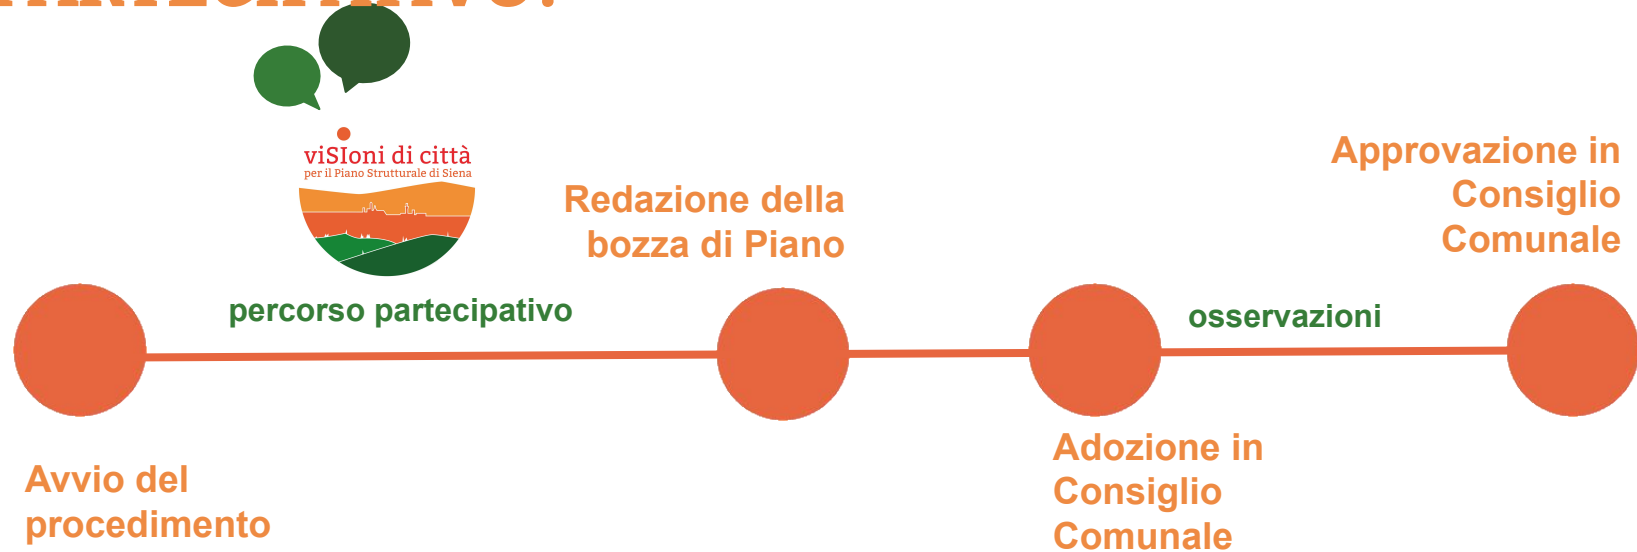 viSIoni di città
per il Piano Strutturale di Siena
Redazione della
bozza di Piano
Approvazione in
Consiglio
Comunale
percorso partecipativo
osservazioni
Avvio del
procedimento
Adozione in
Consiglio
Comunale